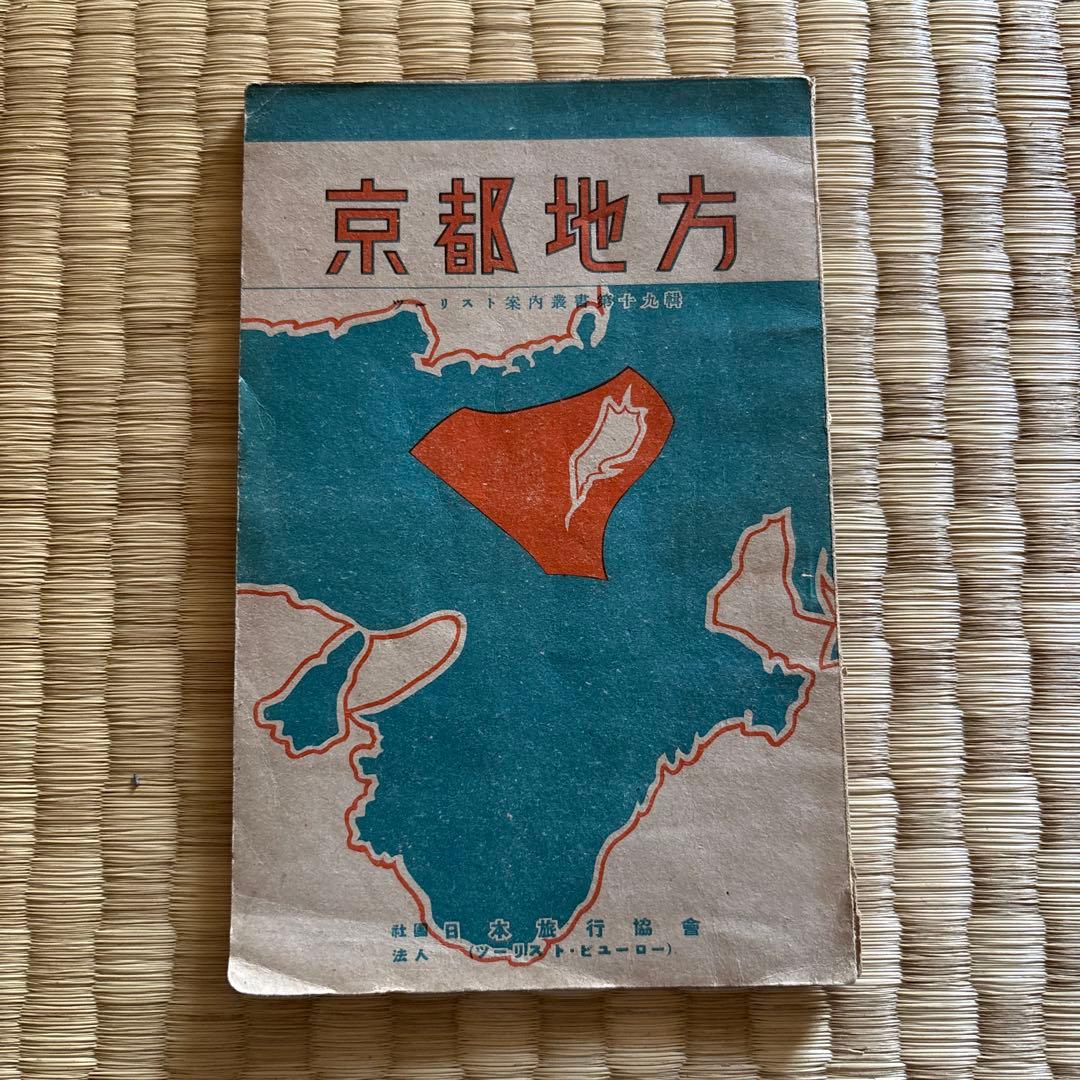 京都地方
ツーリスト案内叢書第十九輯
社團法人 日本旅行協會
(ツーリスト・ビューロー)